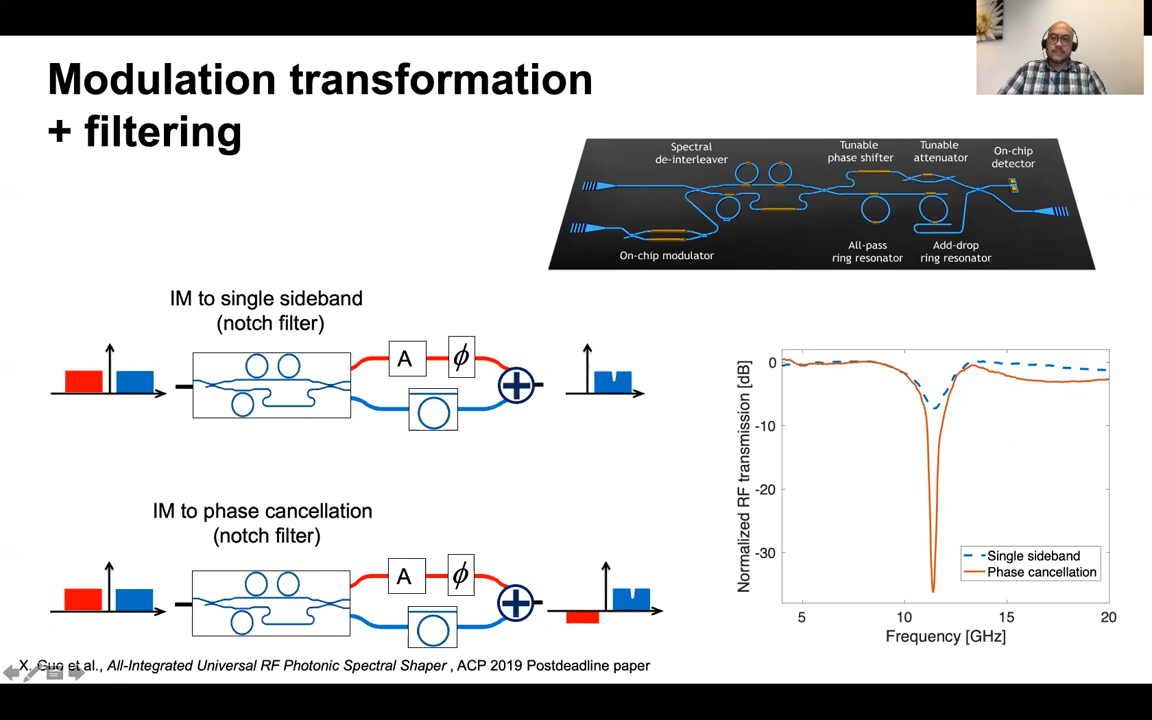 Modulation transformation
+ filtering
Spectral
de-interleaver
Tunable
phase shifter
Tunable
attenuator
On-chip
detector
On-chip modulator
All-pass
ring resonator
Add-drop
ring resonator
IM to single sideband
(notch filter)
A
ϕ
IM to phase cancellation
(notch filter)
A
ϕ
Normalized RF transmission [dB]
0
-10
-20
-30
5
10
15
20
Frequency [GHz]
Single sideband
Phase cancellation
X. Guo et al., All-Integrated Universal RF Photonic Spectral Shaper , ACP 2019 Postdeadline paper